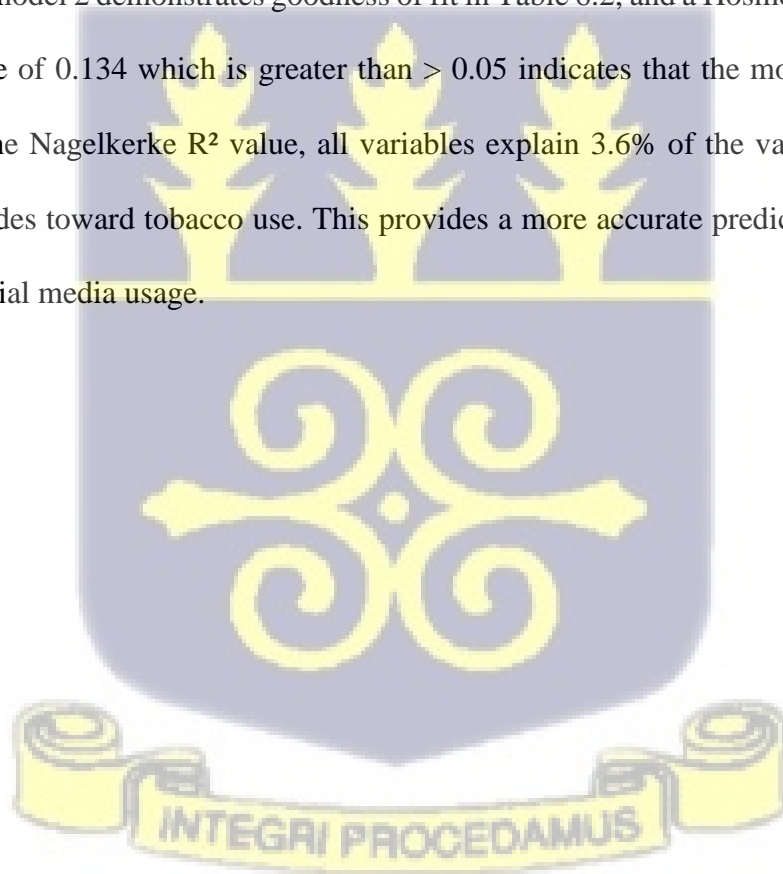 model 2 demonstrates goodness of fit in Table 6.2, and a Hosme
e of 0.134 which is greater than > 0.05 indicates that the mo
ne Nagelkerke R² value, all variables explain 3.6% of the va
des toward tobacco use. This provides a more accurate predic
ial media usage.
INTEGRI PROCEDAMUS